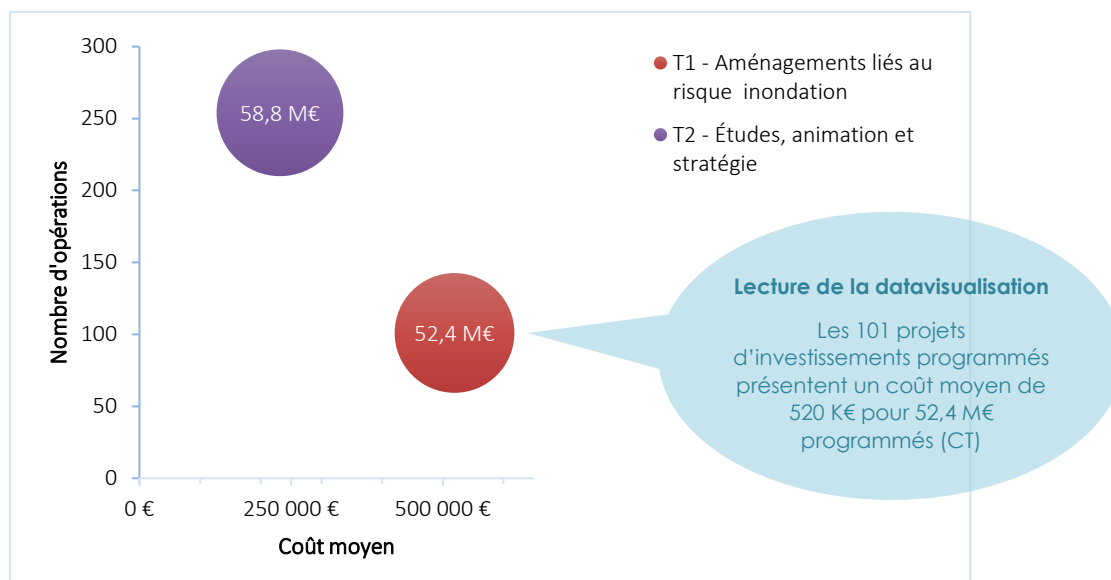 300
250
200
150
100
50
0
Nombre d'opérations
0 €
250 000 €
500 000 €
Coût moyen
58,8 M€
52,4 M€
T1 - Aménagements liés au
risque inondation
T2 - Études, animation et
stratégie
Lecture de la datavisualisation
Les 101 projets
d’investissements programmés
présentent un coût moyen de
520 K€ pour 52,4 M€
programmés (CT)